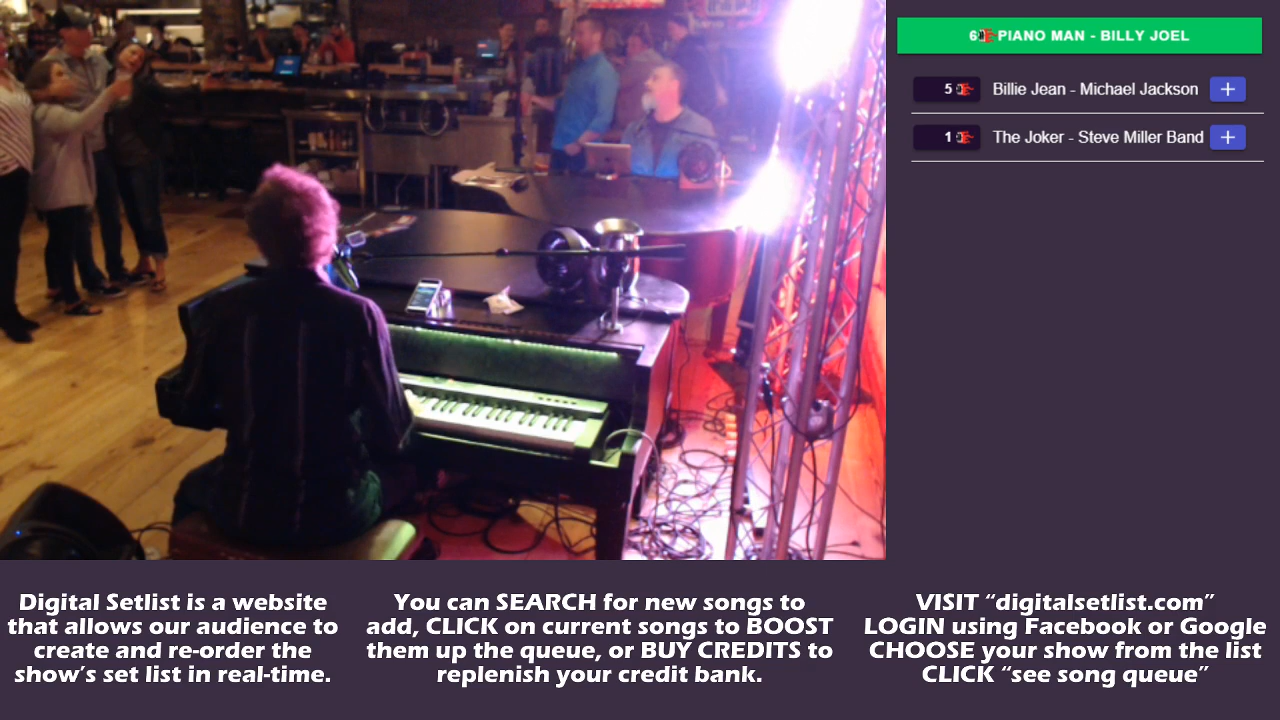 6 PIANO MAN - BILLY JOEL
5 Billie Jean - Michael Jackson +
1 The Joker - Steve Miller Band +
Digital Setlist is a website
that allows our audience to
create and re-order the
show's set list in real-time.
You can SEARCH for new songs to
add, CLICK on current songs to BOOST
them up the queue, or BUY CREDITS to
replenish your credit bank.
VISIT “digitalsetlist.com”
LOGIN using Facebook or Google
CHOOSE your show from the list
CLICK “see song queue”